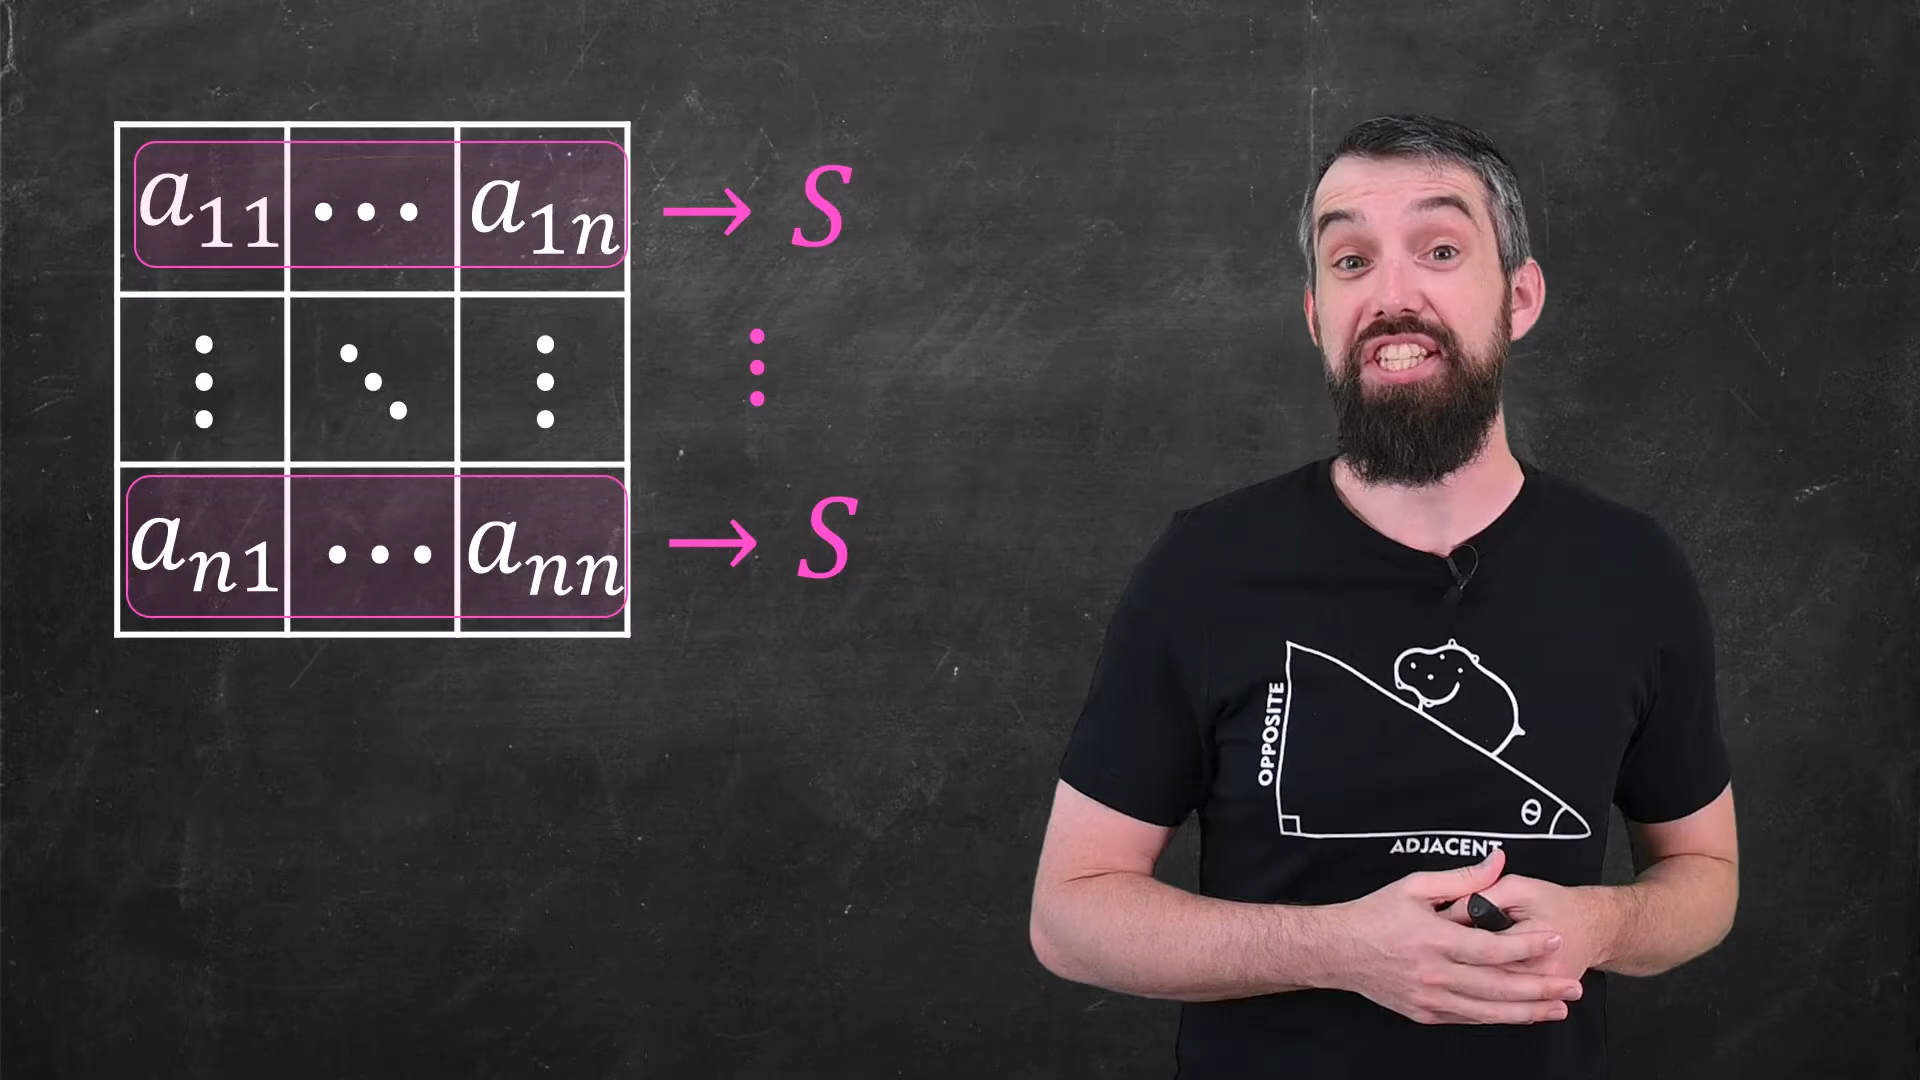 a₁₁ ••• a₁ₙ → S
⋮ ⋱ ⋮ ⋮
aₙ₁ ••• aₙₙ → S
OPPOSITE
θ
ADJACENT